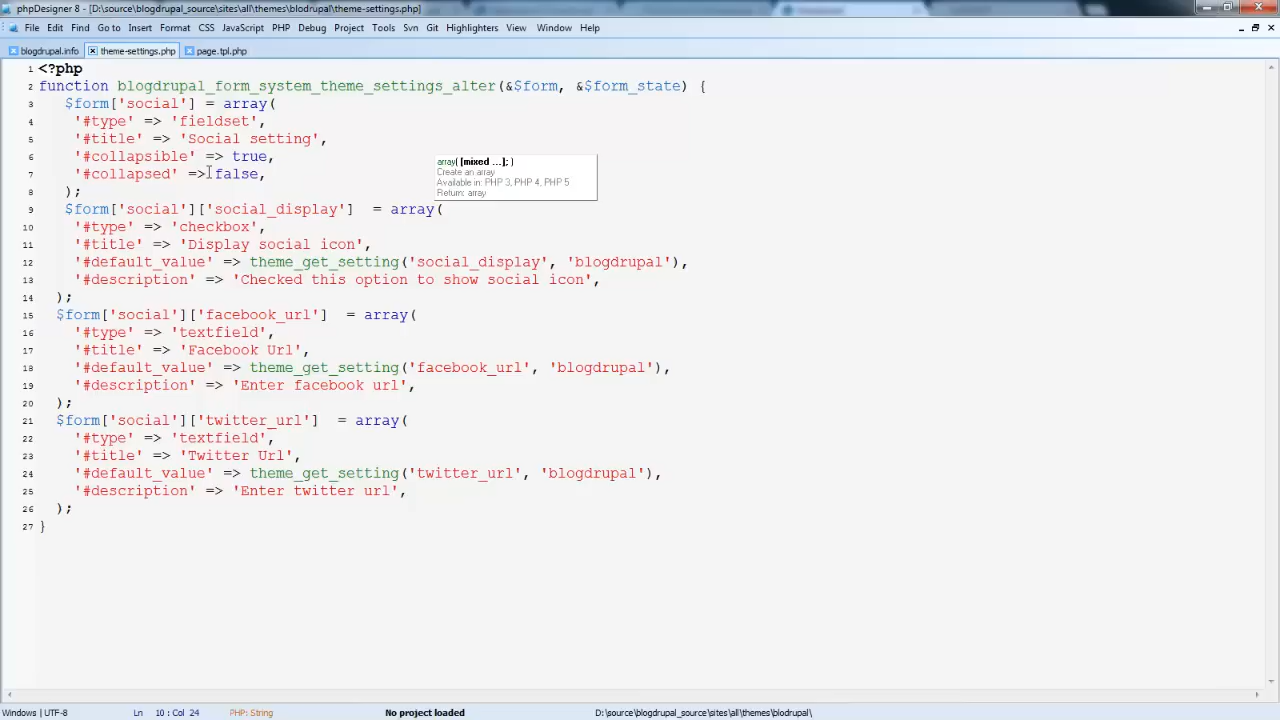 phpDesigner 8 - [D:\source\blogdrupal_source\sites\all\themes\blodrupal\theme-settings.php]
File Edit Find Go to Insert Format CSS JavaScript PHP Debug Project Tools Svn Git Highlighters View Window Help
blogdrupal.info theme-settings.php page.tpl.php
1 <?php
2 function blogdrupal_form_system_theme_settings_alter(&$form, &$form_state) {
3 $form['social'] = array(
4 '#type' => 'fieldset',
5 '#title' => 'Social setting',
6 '#collapsible' => true,
7 '#collapsed' => false,
8 );
9 $form['social']['social_display'] = array(
10 '#type' => 'checkbox',
11 '#title' => 'Display social icon',
12 '#default_value' => theme_get_setting('social_display', 'blogdrupal'),
13 '#description' => 'Checked this option to show social icon',
14 );
15 $form['social']['facebook_url'] = array(
16 '#type' => 'textfield',
17 '#title' => 'Facebook Url',
18 '#default_value' => theme_get_setting('facebook_url', 'blogdrupal'),
19 '#description' => 'Enter facebook url',
20 );
21 $form['social']['twitter_url'] = array(
22 '#type' => 'textfield',
23 '#title' => 'Twitter Url',
24 '#default_value' => theme_get_setting('twitter_url', 'blogdrupal'),
25 '#description' => 'Enter twitter url',
26 );
27 }
array( [mixed ...]; )
Create an array
Available in: PHP 3, PHP 4, PHP 5
Return: array
Windows | UTF-8 Ln 10 : Col 24 PHP: String No project loaded D:\source\blogdrupal_source\sites\all\themes\blodrupal\